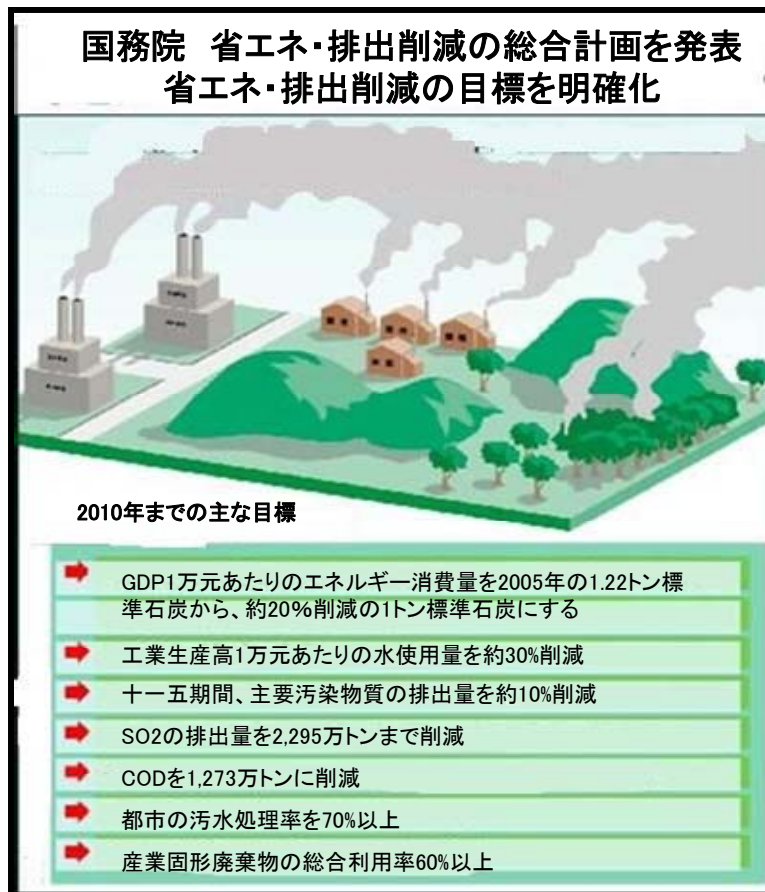 国務院 省エネ・排出削減の総合計画を発表
省エネ・排出削減の目標を明確化
2010年までの主な目標
GDP1万元あたりのエネルギー消費量を2005年の1.22トン標
準石炭から、約20%削減の1トン標準石炭にする
工業生産高1万元あたりの水使用量を約30%削減
十一五期間、主要汚染物質の排出量を約10%削減
SO2の排出量を2,295万トンまで削減
CODを1,273万トンに削減
都市の汚水処理率を70%以上
産業固形廃棄物の総合利用率60%以上